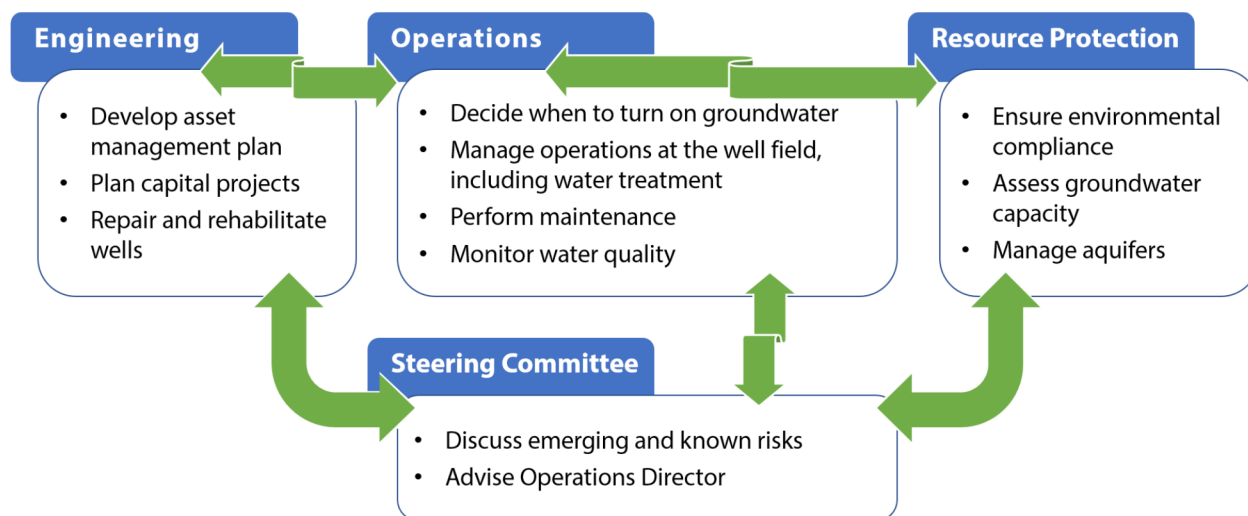 Engineering
• Develop asset
management plan
• Plan capital projects
• Repair and rehabilitate
wells
Operations
• Decide when to turn on groundwater
• Manage operations at the well field,
including water treatment
• Perform maintenance
• Monitor water quality
Resource Protection
• Ensure environmental
compliance
• Assess groundwater
capacity
• Manage aquifers
Steering Committee
• Discuss emerging and known risks
• Advise Operations Director